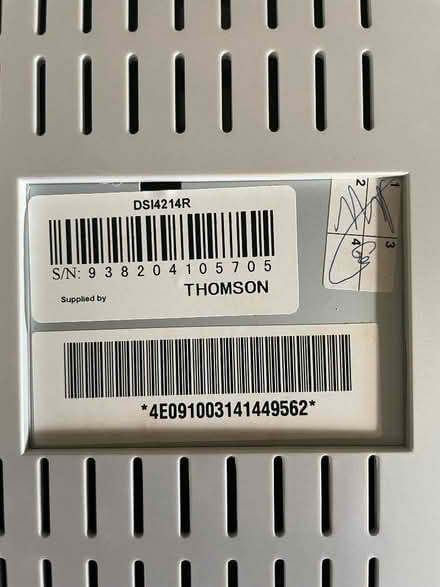 DSI4214R
S/N: 938204105705
Supplied by
THOMSON
*4E091003141449562*
1
2
3
4